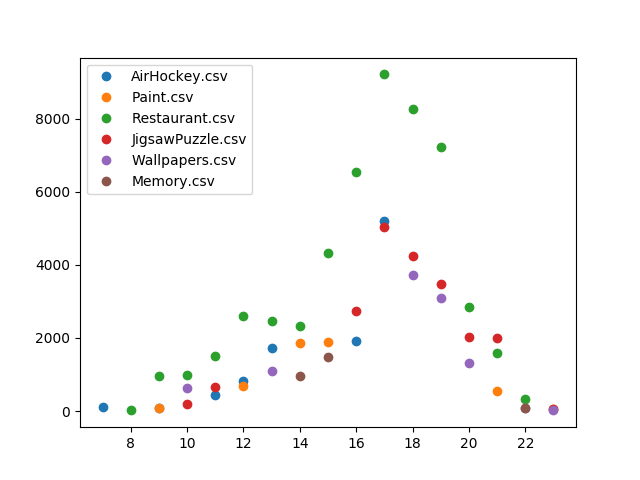 AirHockey.csv
Paint.csv
Restaurant.csv
JigsawPuzzle.csv
Wallpapers.csv
Memory.csv
8000
6000
4000
2000
0
8 10 12 14 16 18 20 22